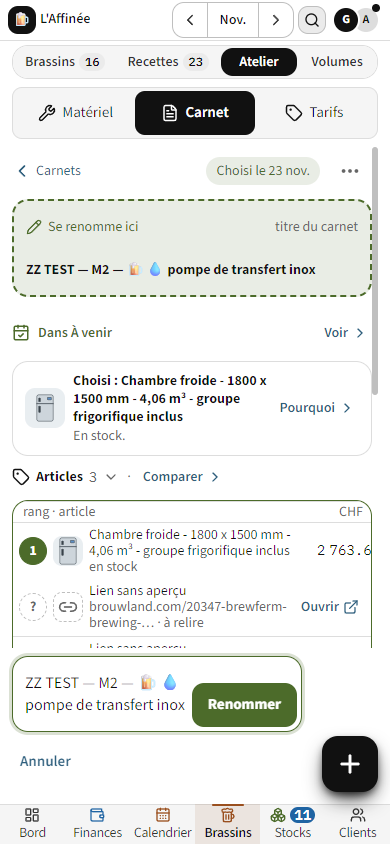 L'Affinée
Nov.
G
A
Brassins 16
Recettes 23
Atelier
Volumes
Matériel
Carnet
Tarifs
Carnets
Choisi le 23 nov.
Se renomme ici
titre du carnet
ZZ TEST — M2 — 🍺 💧 pompe de transfert inox
Dans À venir
Voir
Choisi : Chambre froide - 1800 x
1500 mm - 4,06 m³ - groupe
frigorifique inclus
En stock.
Pourquoi
Articles 3 · Comparer
rang · article
CHF
1
Chambre froide - 1800 x 1500 mm -
4,06 m³ - groupe frigorifique inclus
en stock
2 763.6
?
Lien sans aperçu
brouwland.com/20347-brewferm-
brewing-… · à relire
Ouvrir
Lien sans aperçu
ZZ TEST — M2 — 🍺 💧
pompe de transfert inox
Renommer
Annuler
Bord
Finances
Calendrier
Brassins
Stocks 11
Clients